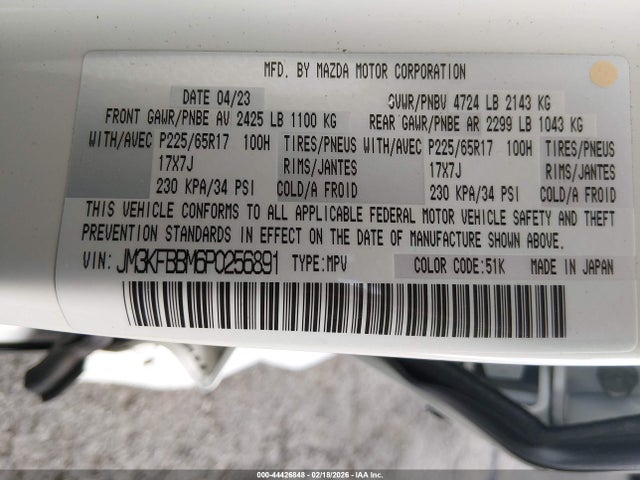 MFD. BY MAZDA MOTOR CORPORATION
DATE 04/23 GVWR/PNBV 4724 LB 2143 KG
FRONT GAWR/PNBE AV 2425 LB 1100 KG REAR GAWR/PNBE AR 2299 LB 1043 KG
WITH/AVEC P225/65R17 100H TIRES/PNEUS WITH/AVEC P225/65R17 100H TIRES/PNEUS
17X7J RIMS/JANTES 17X7J RIMS/JANTES
230 KPA/34 PSI COLD/A FROID 230 KPA/34 PSI COLD/A FROID
THIS VEHICLE CONFORMS TO ALL APPLICABLE FEDERAL MOTOR VEHICLE SAFETY AND THEFT
PREVENTION STANDARDS IN EFFECT ON THE DATE OF MANUFACTURE SHOWN ABOVE.
VIN: JM3KFBBM6P0256891 TYPE:MPV COLOR CODE:51K MADE IN JAPAN
000-44426848 - 02/18/2026 - IAA Inc.